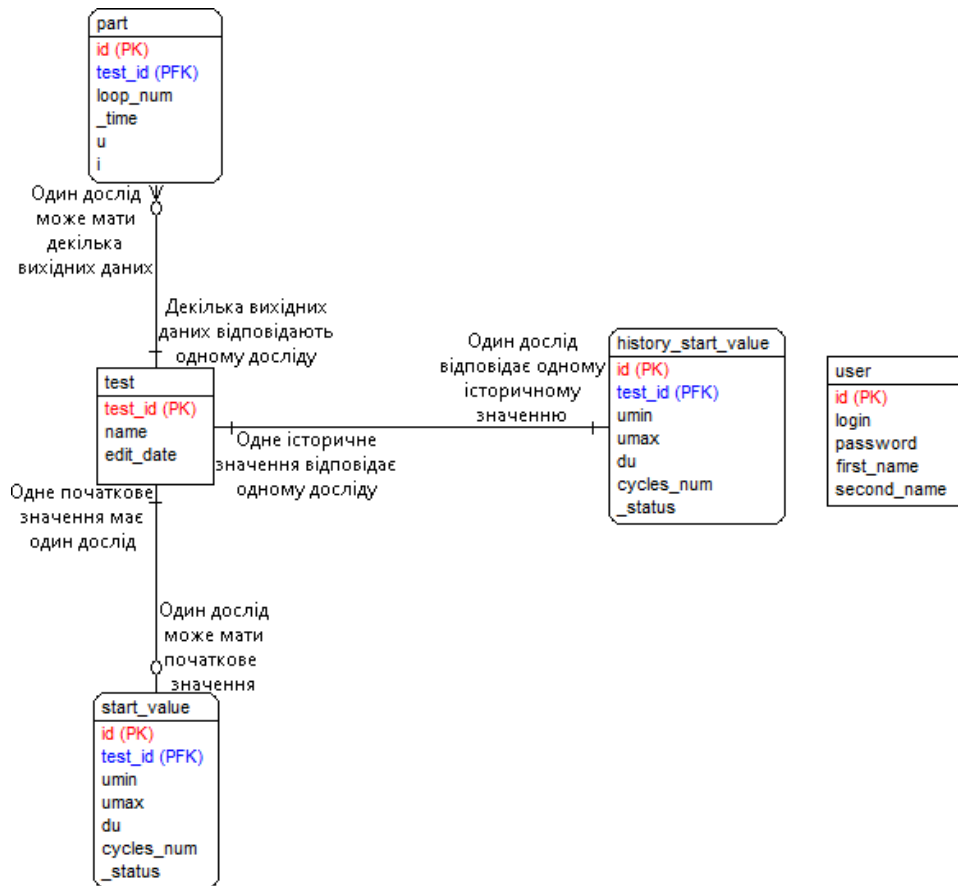 part
id (PK)
test_id (PFK)
loop_num
_time
u
i
Один дослід
може мати
декілька
вихідних даних
Декілька вихідних
даних відповідають
одному досліду
test
test_id (PK)
name
edit_date
Одне історичне
значення відповідає
одному досліду
Один дослід
відповідає одному
історичному
значенню
history_start_value
id (PK)
test_id (PFK)
umin
umax
du
cycles_num
_status
user
id (PK)
login
password
first_name
second_name
Одне початкове
значення має
один дослід
Один дослід
може мати
початкове
значення
start_value
id (PK)
test_id (PFK)
umin
umax
du
cycles_num
_status